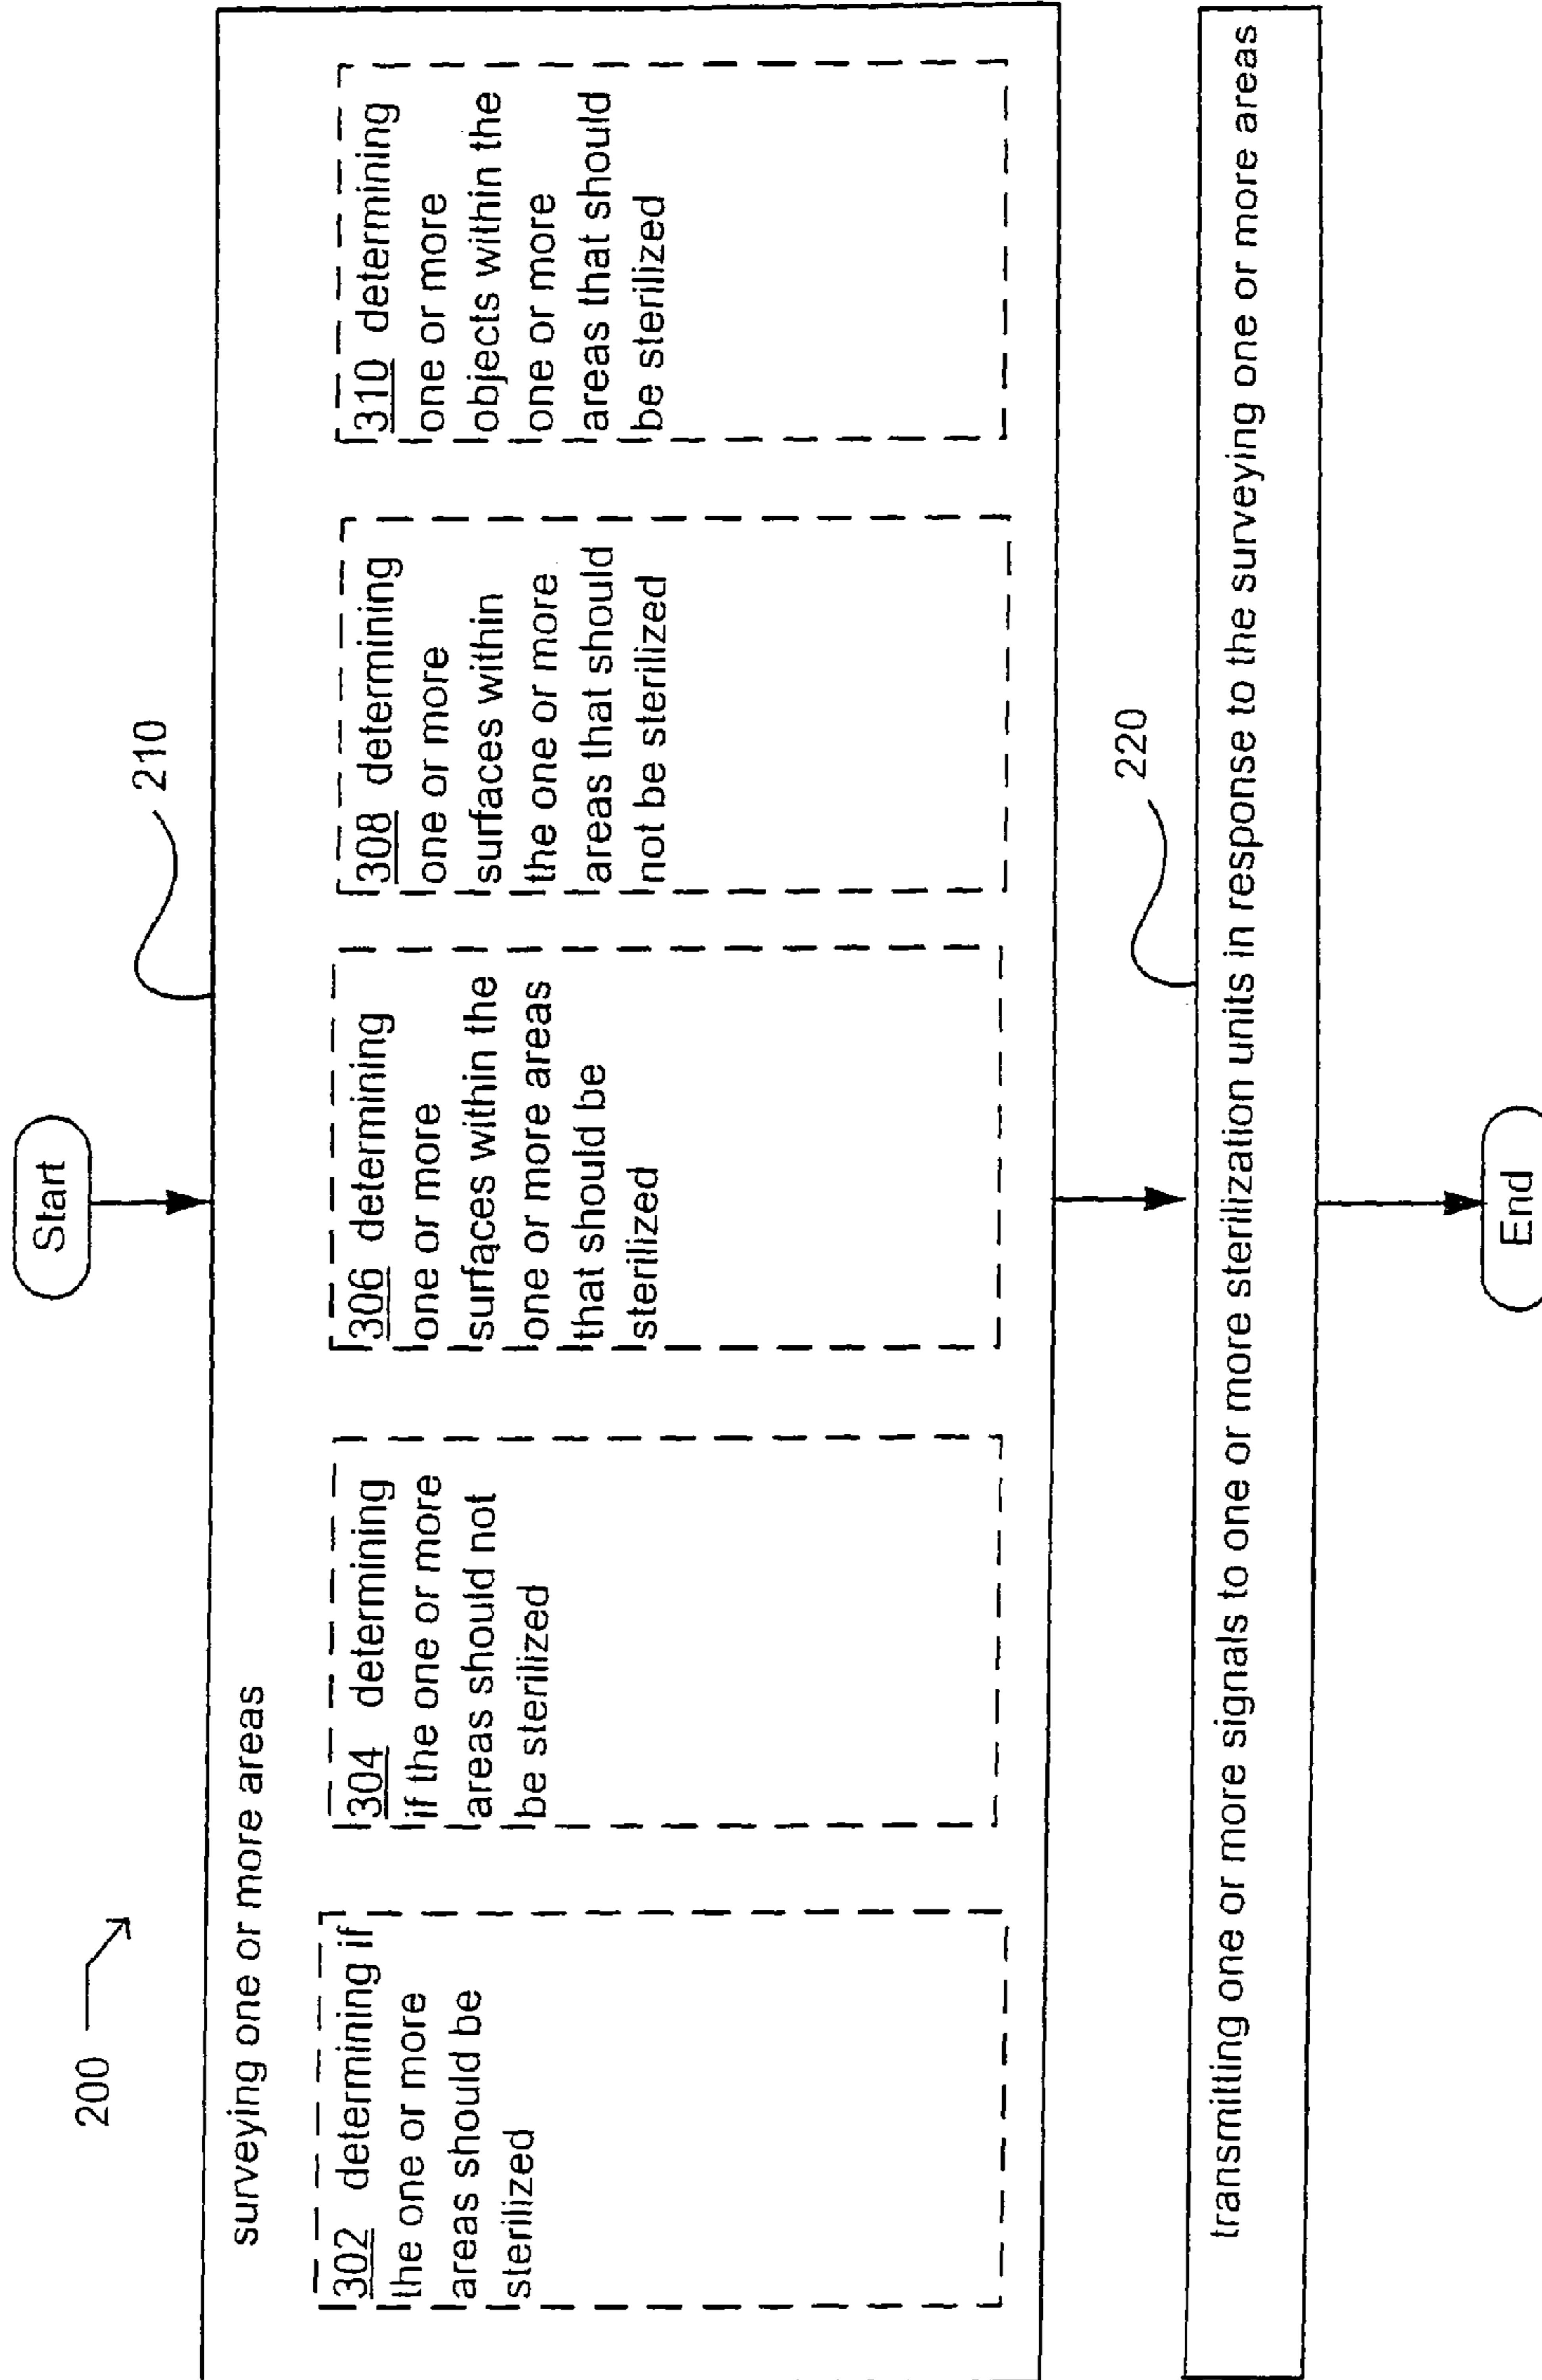 200
Start
210
surveying one or more areas
302 determining if
the one or more
areas should be
sterilized
304 determining
if the one or more
areas should not
be sterilized
306 determining
one or more
surfaces within the
one or more areas
that should be
sterilized
308 determining
one or more
surfaces within
the one or more
areas that should
not be sterilized
310 determining
one or more
objects within the
one or more
areas that should
be sterilized
220
transmitting one or more signals to one or more sterilization units in response to the surveying one or more areas
End